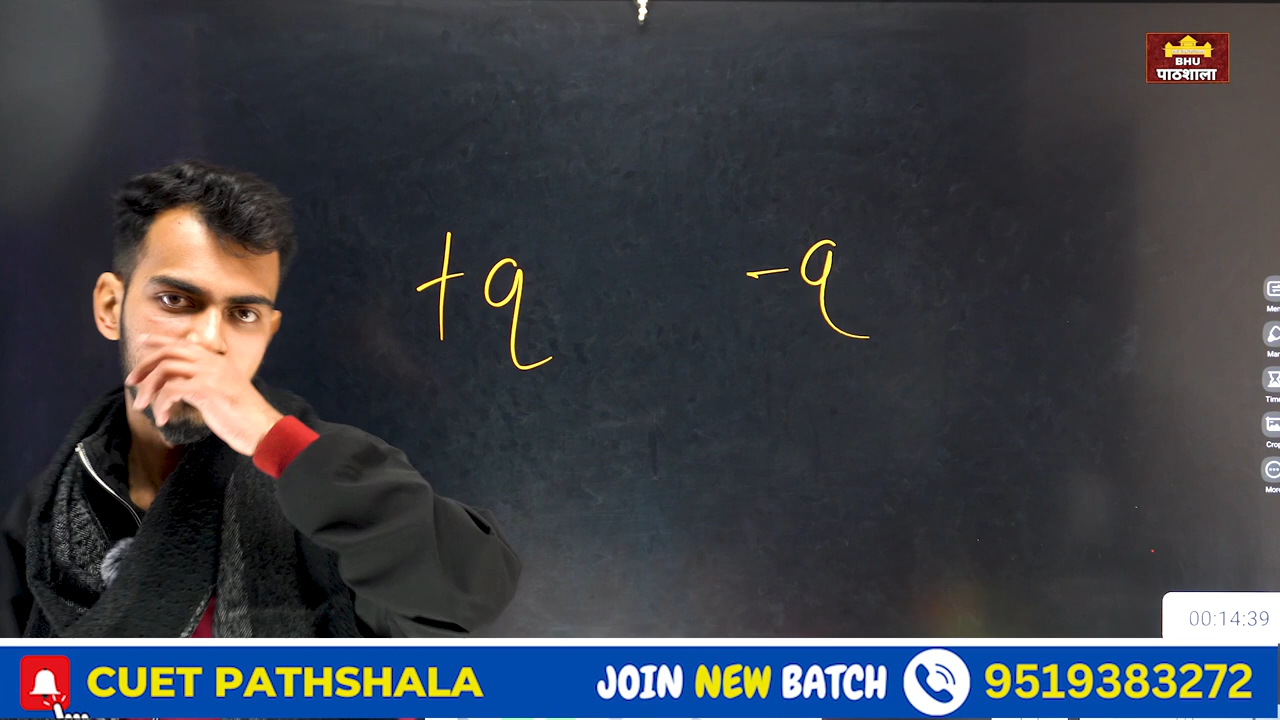 BHU
पाठशाला
+q -q
00:14:39
CUET PATHSHALA JOIN NEW BATCH 9519383272